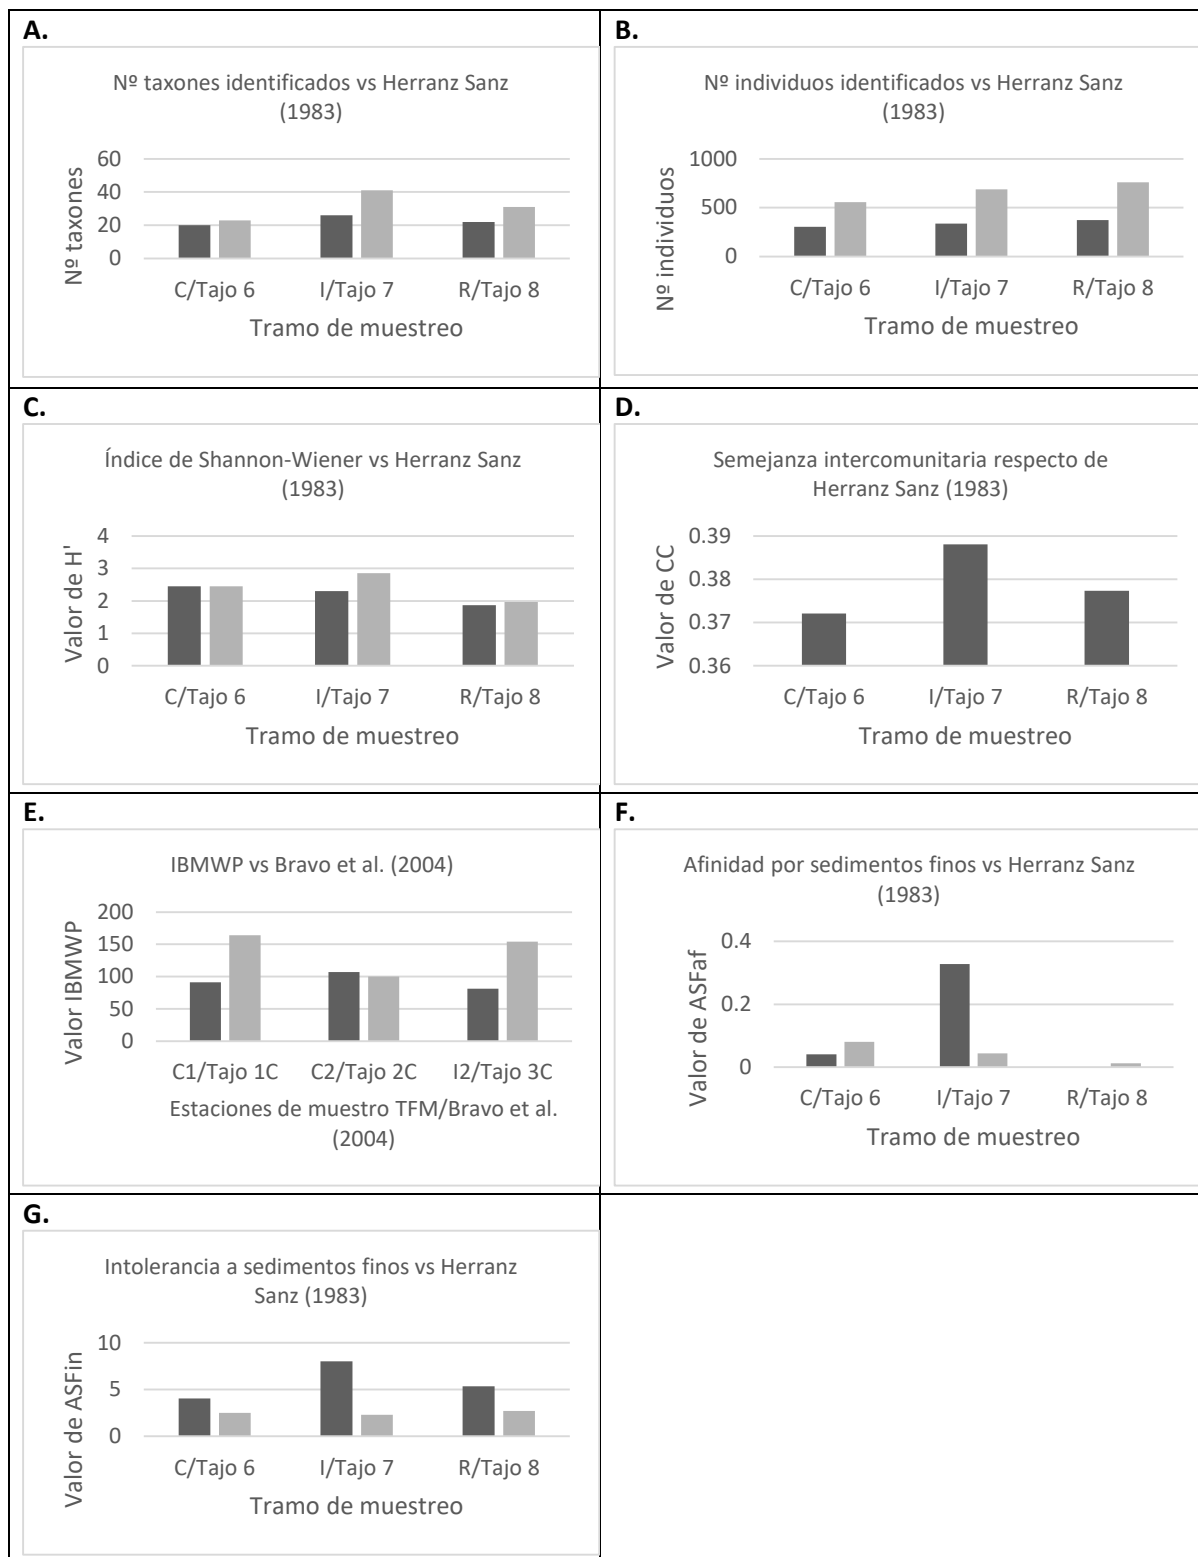 A.
Nº taxones identificados vs Herranz Sanz
(1983)
Nº taxones
60
40
20
0
C/Tajo 6 I/Tajo 7 R/Tajo 8
Tramo de muestreo
B.
Nº individuos identificados vs Herranz Sanz
(1983)
Nº individuos
1000
500
0
C/Tajo 6 I/Tajo 7 R/Tajo 8
Tramo de muestreo
C.
Índice de Shannon-Wiener vs Herranz Sanz
(1983)
Valor de H'
4
3
2
1
0
C/Tajo 6 I/Tajo 7 R/Tajo 8
Tramo de muestreo
D.
Semejanza intercomunitaria respecto de
Herranz Sanz (1983)
Valor de CC
0.39
0.38
0.37
0.36
C/Tajo 6 I/Tajo 7 R/Tajo 8
Tramo de muestreo
E.
IBMWP vs Bravo et al. (2004)
Valor IBMWP
200
150
100
50
0
C1/Tajo 1C C2/Tajo 2C I2/Tajo 3C
Estaciones de muestro TFM/Bravo et al.
(2004)
F.
Afinidad por sedimentos finos vs Herranz Sanz
(1983)
Valor de ASFaf
0.4
0.2
0
C/Tajo 6 I/Tajo 7 R/Tajo 8
Tramo de muestreo
G.
Intolerancia a sedimentos finos vs Herranz
Sanz (1983)
Valor de ASFin
10
5
0
C/Tajo 6 I/Tajo 7 R/Tajo 8
Tramo de muestreo